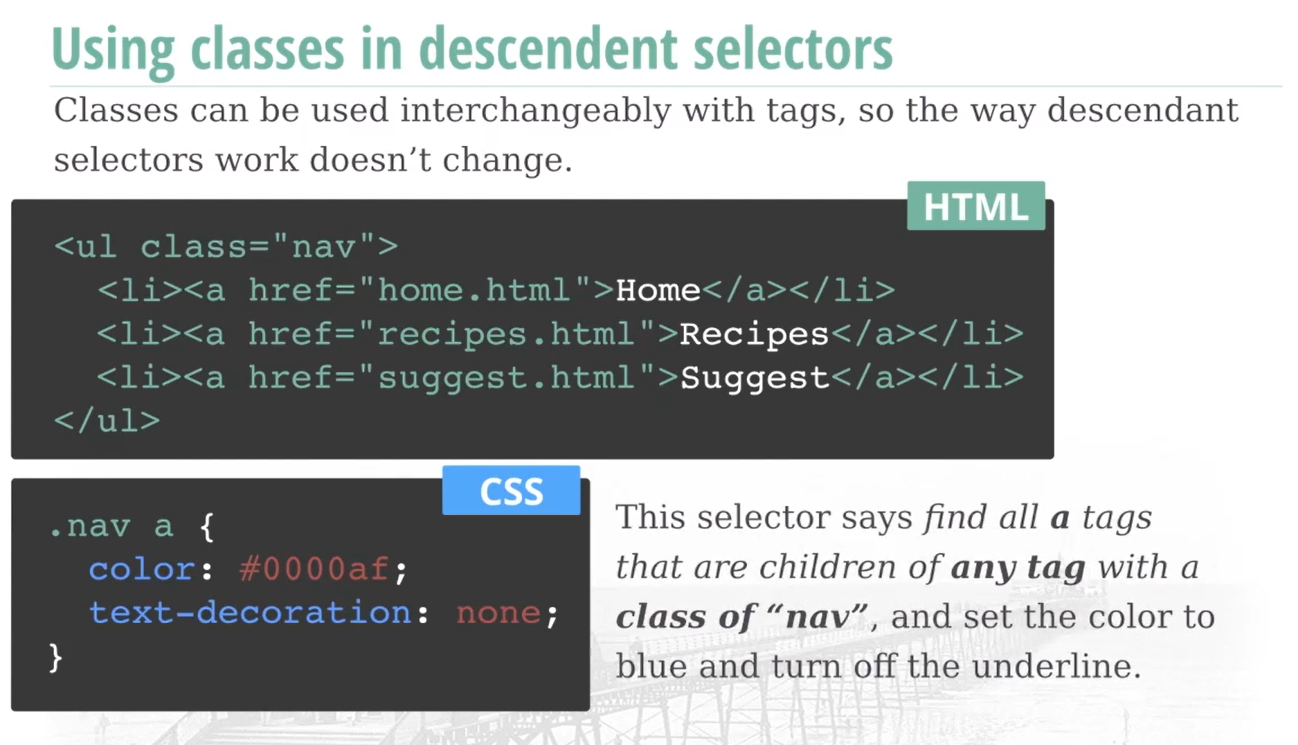 Using classes in descendent selectors
Classes can be used interchangeably with tags, so the way descendant
selectors work doesn’t change.
HTML
<ul class="nav">
  <li><a href="home.html">Home</a></li>
  <li><a href="recipes.html">Recipes</a></li>
  <li><a href="suggest.html">Suggest</a></li>
</ul>
CSS
.nav a {
  color: #0000af;
  text-decoration: none;
}
This selector says find all a tags
that are children of any tag with a
class of “nav”, and set the color to
blue and turn off the underline.